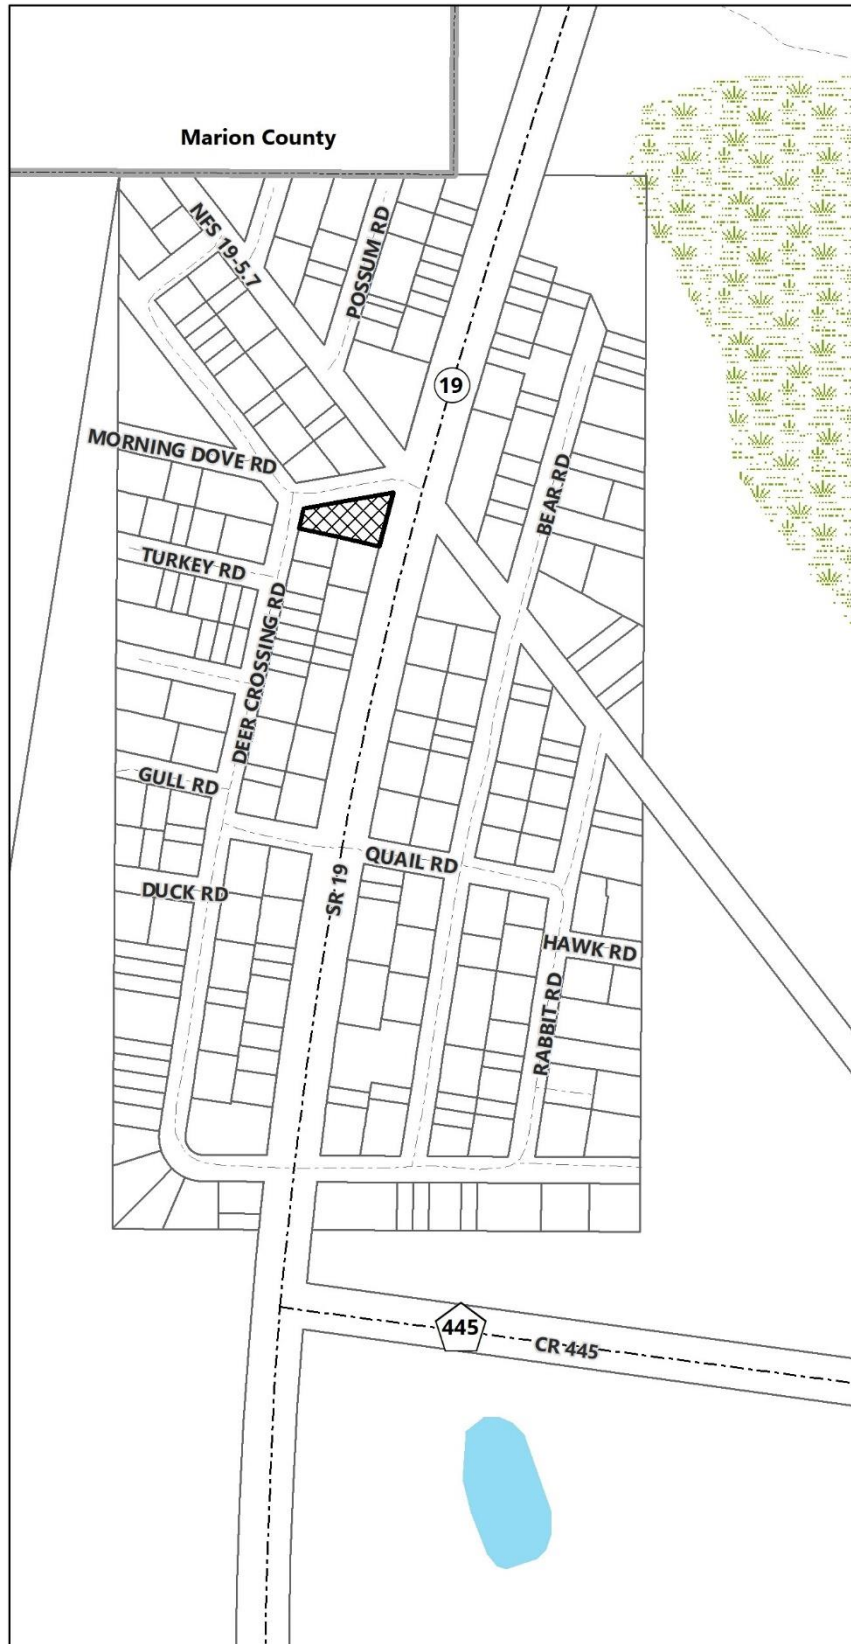 Marion County
NFS 19-5.7
POSSUM RD
19
MORNING DOVE RD
BEAR RD
TURKEY RD
DEER CROSSING RD
GULL RD
QUAIL RD
DUCK RD
SR 19
HAWK RD
RABBIT RD
445
CR 445